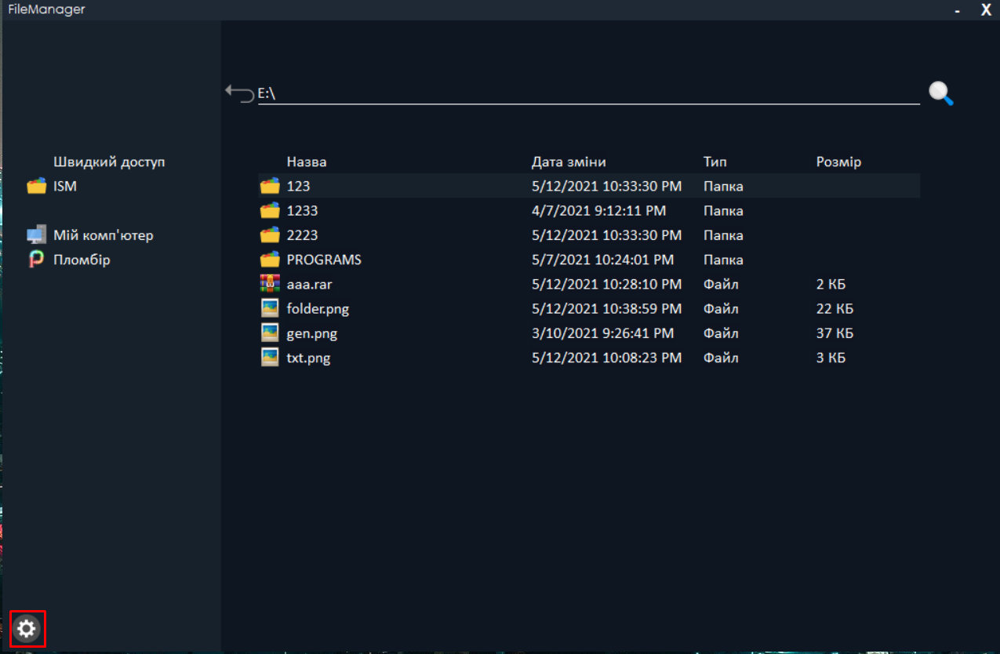 FileManager - X
E:\
Швидкий доступ
ISM
Мій комп'ютер
Пломбір
Назва Дата зміни Тип Розмір
123 5/12/2021 10:33:30 PM Папка
1233 4/7/2021 9:12:11 PM Папка
2223 5/12/2021 10:33:30 PM Папка
PROGRAMS 5/7/2021 10:24:01 PM Папка
aaa.rar 5/12/2021 10:28:10 PM Файл 2 КБ
folder.png 5/12/2021 10:38:59 PM Файл 22 КБ
gen.png 3/10/2021 9:26:41 PM Файл 37 КБ
txt.png 5/12/2021 10:08:23 PM Файл 3 КБ